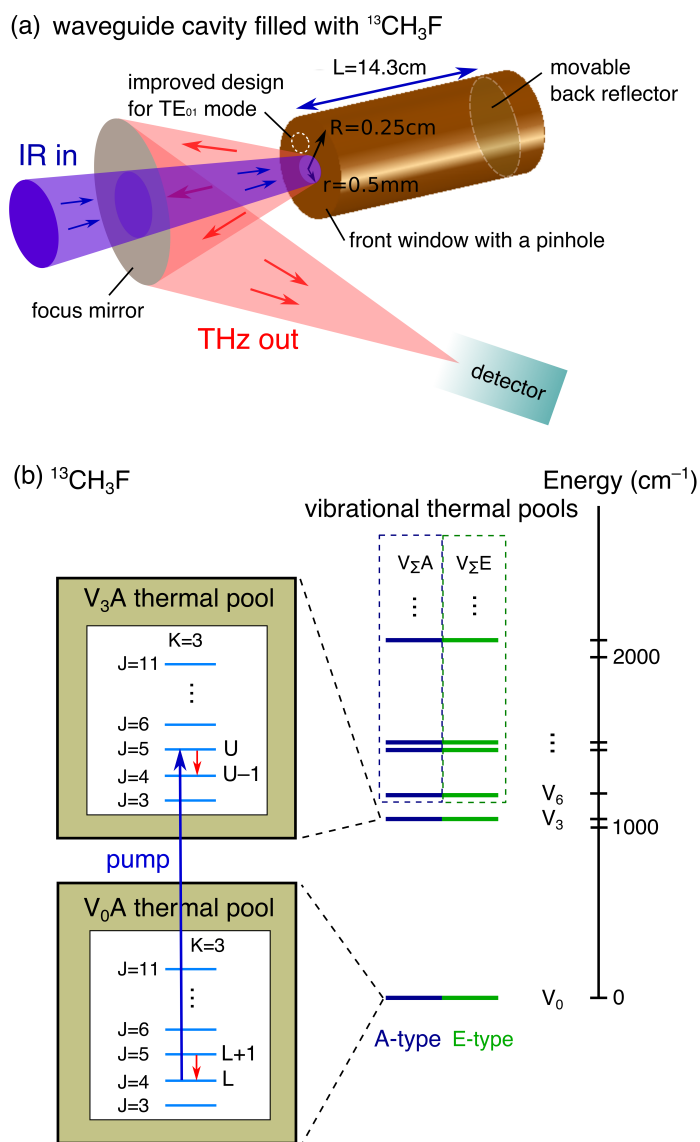 (a) waveguide cavity filled with ¹³CH₃F
L=14.3cm
improved design
for TE₀₁ mode
movable
back reflector
R=0.25cm
IR in
r=0.5mm
front window with a pinhole
focus mirror
THz out
detector
(b) ¹³CH₃F
Energy (cm⁻¹)
vibrational thermal pools
V_ΣA V_ΣE
⋮ ⋮
V₃A thermal pool
K=3
J=11
⋮
J=6
J=5 U
J=4 U−1
J=3
2000
⋮
V₆
V₃
1000
pump
V₀A thermal pool
K=3
J=11
⋮
J=6
J=5 L+1
J=4 L
J=3
V₀ 0
A-type E-type